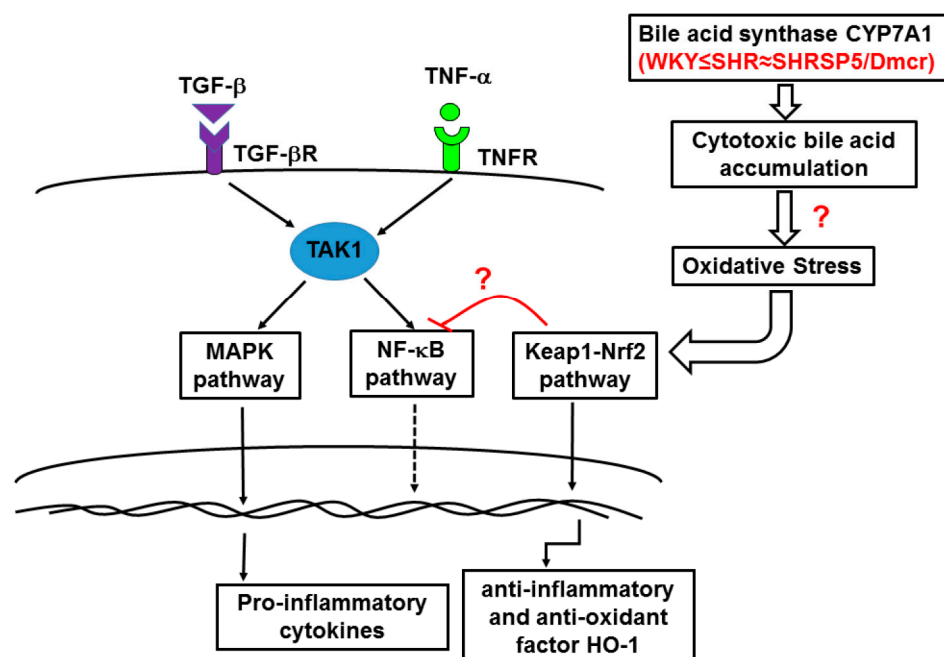 Bile acid synthase CYP7A1
(WKY≤SHR≈SHRSP5/Dmcr)
TGF-β
TNF-α
Cytotoxic bile acid
accumulation
TGF-βR
TNFR
?
TAK1
Oxidative Stress
?
MAPK
pathway
NF-κB
pathway
Keap1-Nrf2
pathway
Pro-inflammatory
cytokines
anti-inflammatory
and anti-oxidant
factor HO-1